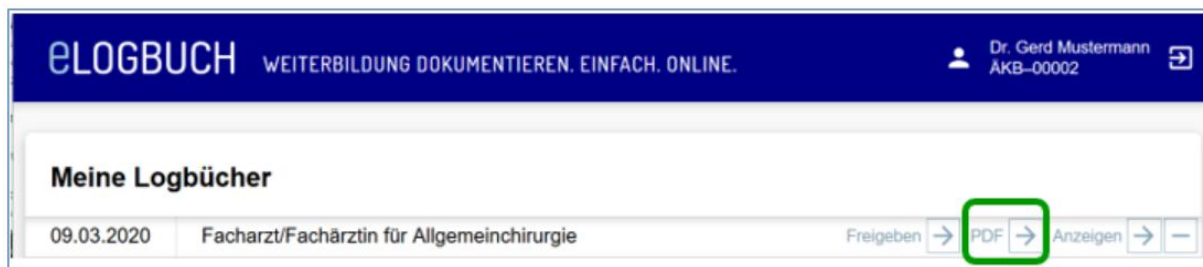 eLOGBUCH WEITERBILDUNG DOKUMENTIEREN. EINFACH. ONLINE.
Dr. Gerd Mustermann
ÄKB–00002
Meine Logbücher
09.03.2020 Facharzt/Fachärztin für Allgemeinchirurgie Freigeben → PDF → Anzeigen → –